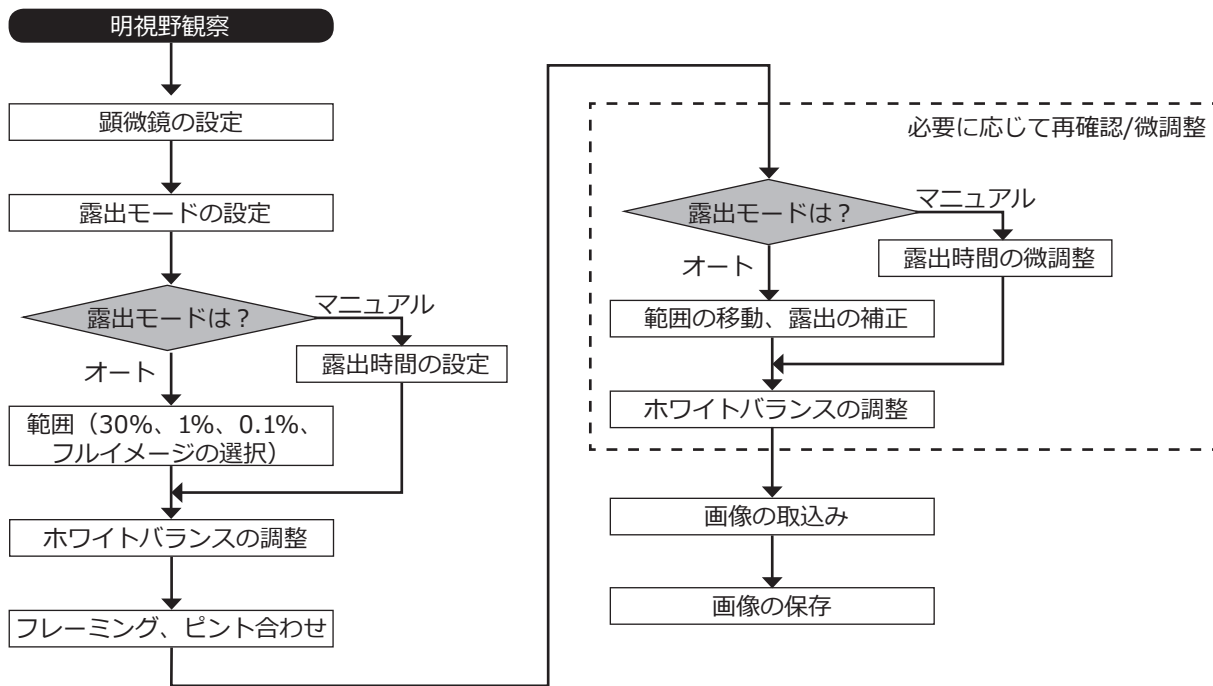 明視野観察
顕微鏡の設定
露出モードの設定
露出モードは？
マニュアル
露出時間の設定
オート
範囲（30%、1%、0.1%、
フルイメージの選択）
ホワイトバランスの調整
フレーミング、ピント合わせ
必要に応じて再確認/微調整
露出モードは？
マニュアル
露出時間の微調整
オート
範囲の移動、露出の補正
ホワイトバランスの調整
画像の取込み
画像の保存